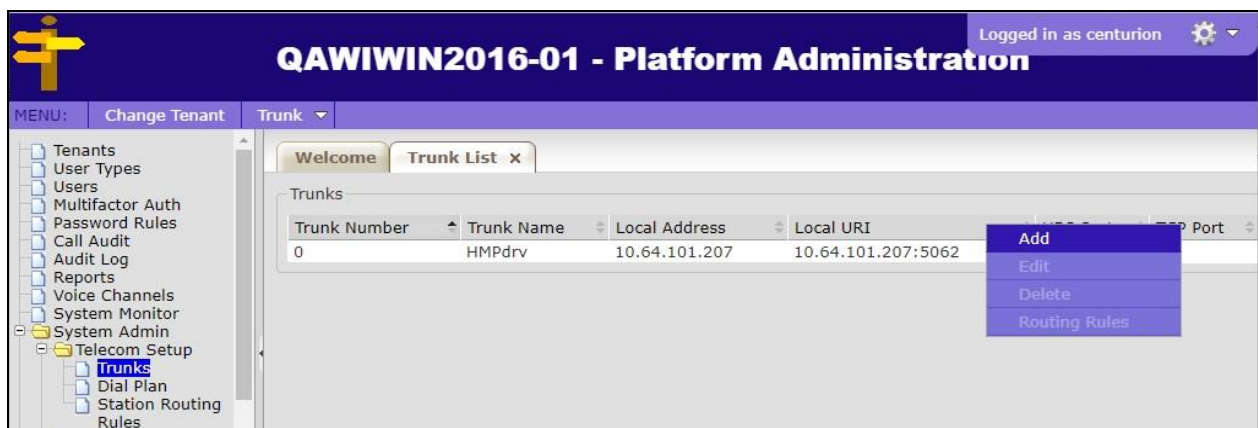 Logged in as centurion
QAWIWIN2016-01 - Platform Administration
MENU: Change Tenant Trunk
Tenants
User Types
Users
Multifactor Auth
Password Rules
Call Audit
Audit Log
Reports
Voice Channels
System Monitor
System Admin
Telecom Setup
Trunks
Dial Plan
Station Routing
Rules
Welcome Trunk List x
Trunks
Trunk Number Trunk Name Local Address Local URI Port
0 HMPdrv 10.64.101.207 10.64.101.207:5062
Add
Edit
Delete
Routing Rules